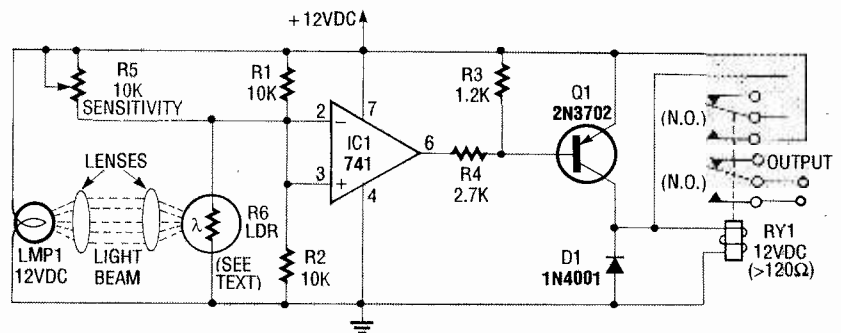 +12VDC
R5
10K
SENSITIVITY
R1
10K
R3
1.2K
Q1
2N3702
(N.O.)
2
7
IC1
741
6
3
4
R4
2.7K
OUTPUT
(N.O.)
LENSES
λ
R6
LDR
(SEE
TEXT)
LMP1
12VDC
LIGHT
BEAM
R2
10K
D1
1N4001
RY1
12VDC
(>120Ω)